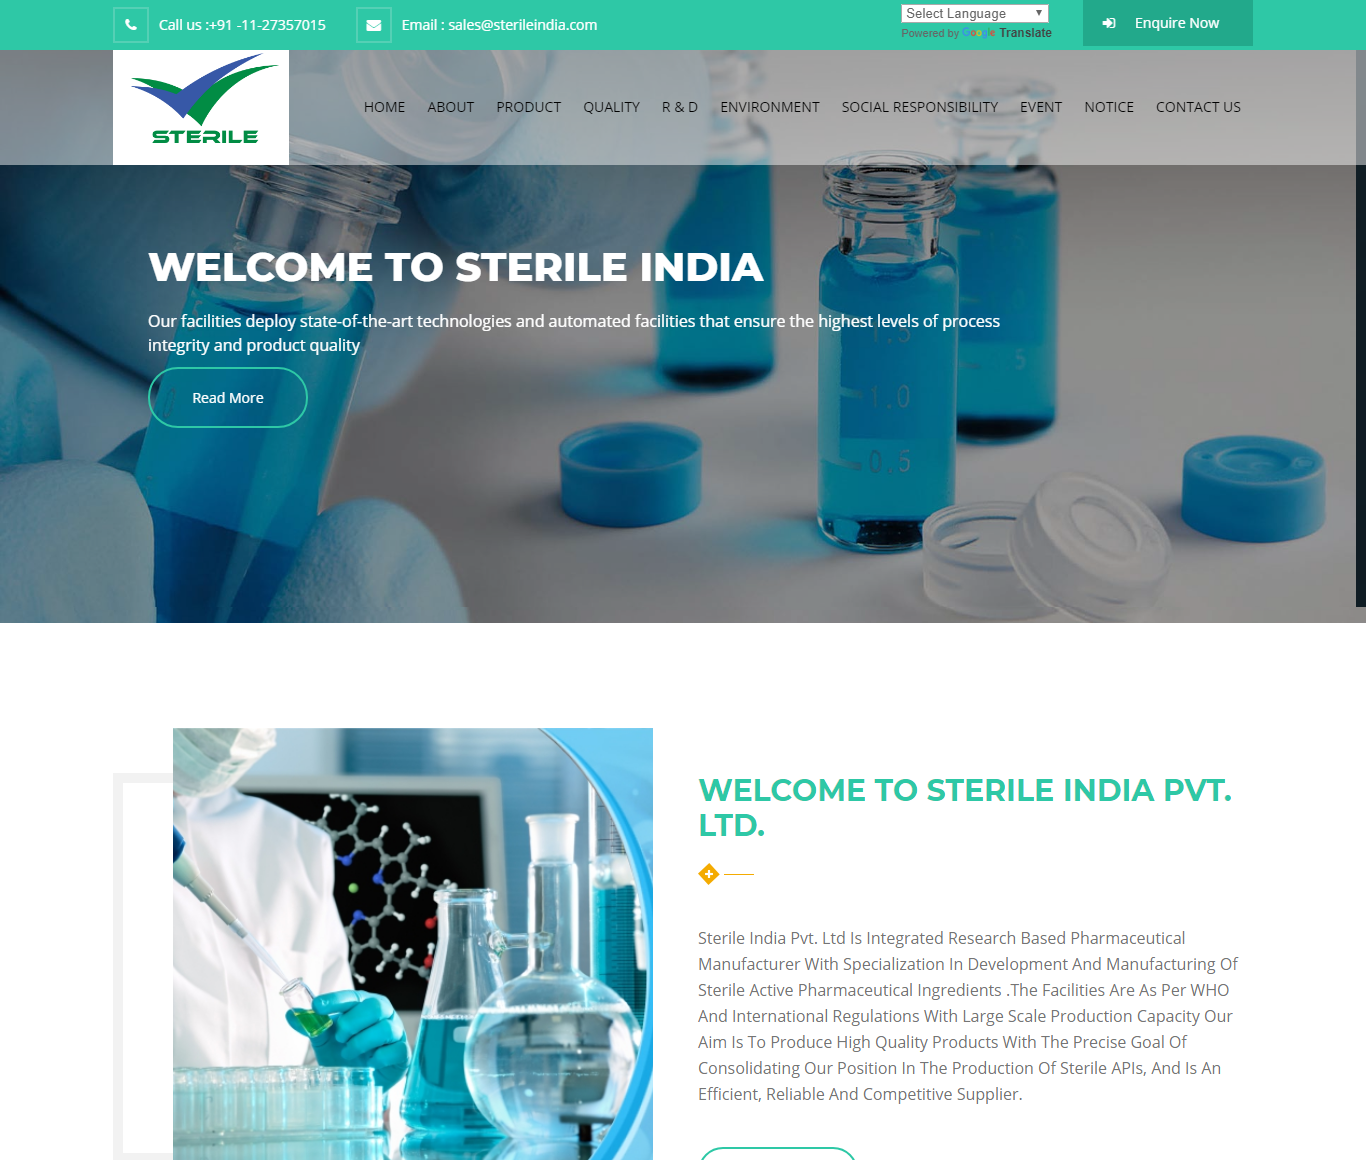 Call us :+91 -11-27357015
Email : sales@sterileindia.com
Select Language
Powered by Google Translate
Enquire Now
STERILE
HOME ABOUT PRODUCT QUALITY R & D ENVIRONMENT SOCIAL RESPONSIBILITY EVENT NOTICE CONTACT US
WELCOME TO STERILE INDIA
Our facilities deploy state-of-the-art technologies and automated facilities that ensure the highest levels of process
integrity and product quality
Read More
1.5
1.0
0.5
1.5
5
WELCOME TO STERILE INDIA PVT.
LTD.
Sterile India Pvt. Ltd Is Integrated Research Based Pharmaceutical
Manufacturer With Specialization In Development And Manufacturing Of
Sterile Active Pharmaceutical Ingredients .The Facilities Are As Per WHO
And International Regulations With Large Scale Production Capacity Our
Aim Is To Produce High Quality Products With The Precise Goal Of
Consolidating Our Position In The Production Of Sterile APIs, And Is An
Efficient, Reliable And Competitive Supplier.